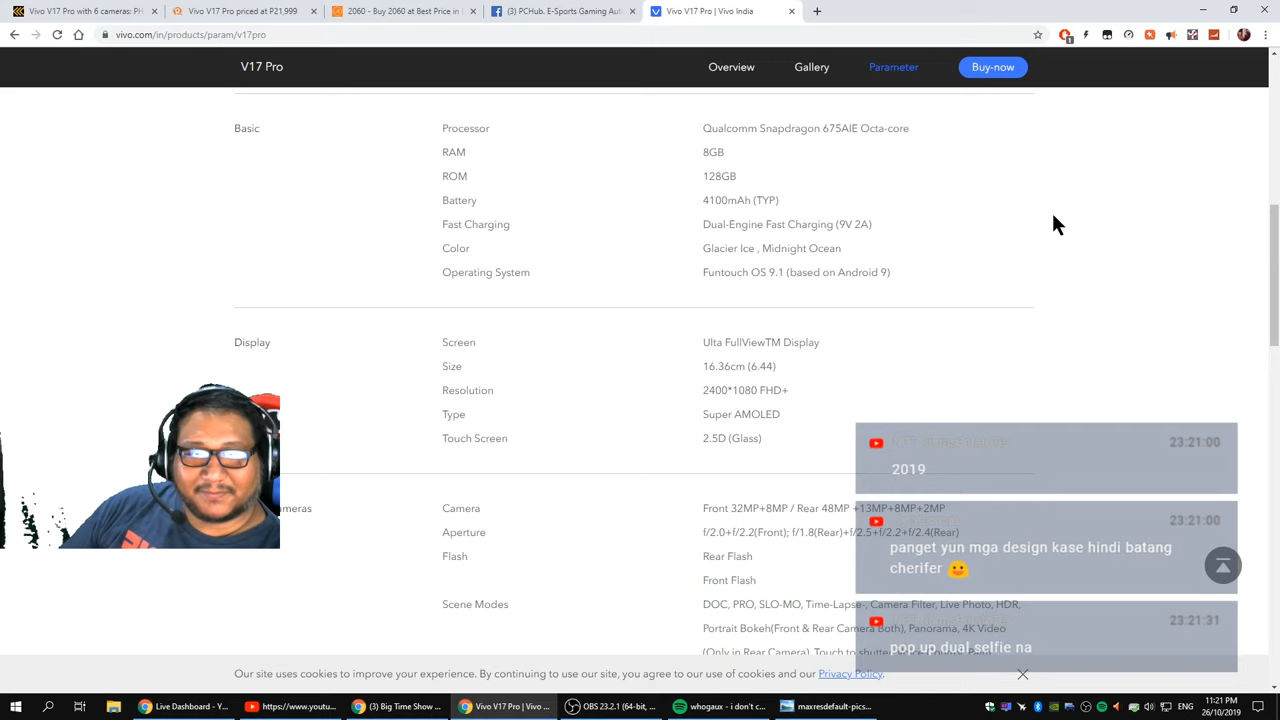 Vivo V17 Pro with 6 cameras: PH
Vivo V17 Pro priced at P21,999
2060 - Buy 2060 at Best Price in
(3) PCHub. E-Sports Gaming Aut
Vivo V17 Pro | Vivo India
vivo.com/in/products/param/v17pro
V17 Pro
Overview
Gallery
Parameter
Buy-now
Basic
Processor
Qualcomm Snapdragon 675AIE Octa-core
RAM
8GB
ROM
128GB
Battery
4100mAh (TYP)
Fast Charging
Dual-Engine Fast Charging (9V 2A)
Color
Glacier Ice , Midnight Ocean
Operating System
Funtouch OS 9.1 (based on Android 9)
Display
Screen
Ulta FullViewTM Display
Size
16.36cm (6.44)
Resolution
2400*1080 FHD+
Type
Super AMOLED
Touch Screen
2.5D (Glass)
23:21:00
2019
meras
Camera
Front 32MP+8MP / Rear 48MP +13MP+8MP+2MP
23:21:00
Aperture
f/2.0+f/2.2(Front); f/1.8(Rear)+f/2.5+f/2.2+f/2.4(Rear)
panget yun mga design kase hindi batang
cherifer 😛
Flash
Rear Flash
Front Flash
Scene Modes
DOC, PRO, SLO-MO, Time-Lapse-, Camera Filter, Live Photo, HDR,
Portrait Bokeh(Front & Rear Camera Both), Panorama, 4K Video
(Only in Rear Camera), Touch to shutter
23:21:31
pop up dual selfie na
Our site uses cookies to improve your experience. By continuing to use our site, you agree to our use of cookies and our Privacy Policy.
Live Dashboard - Y...
https://www.youtu...
(3) Big Time Show ...
Vivo V17 Pro | Vivo ...
OBS 23.2.1 (64-bit, ...
whogaux - i don't c...
maxresdefault-pics...
ENG
11:21 PM
26/10/2019